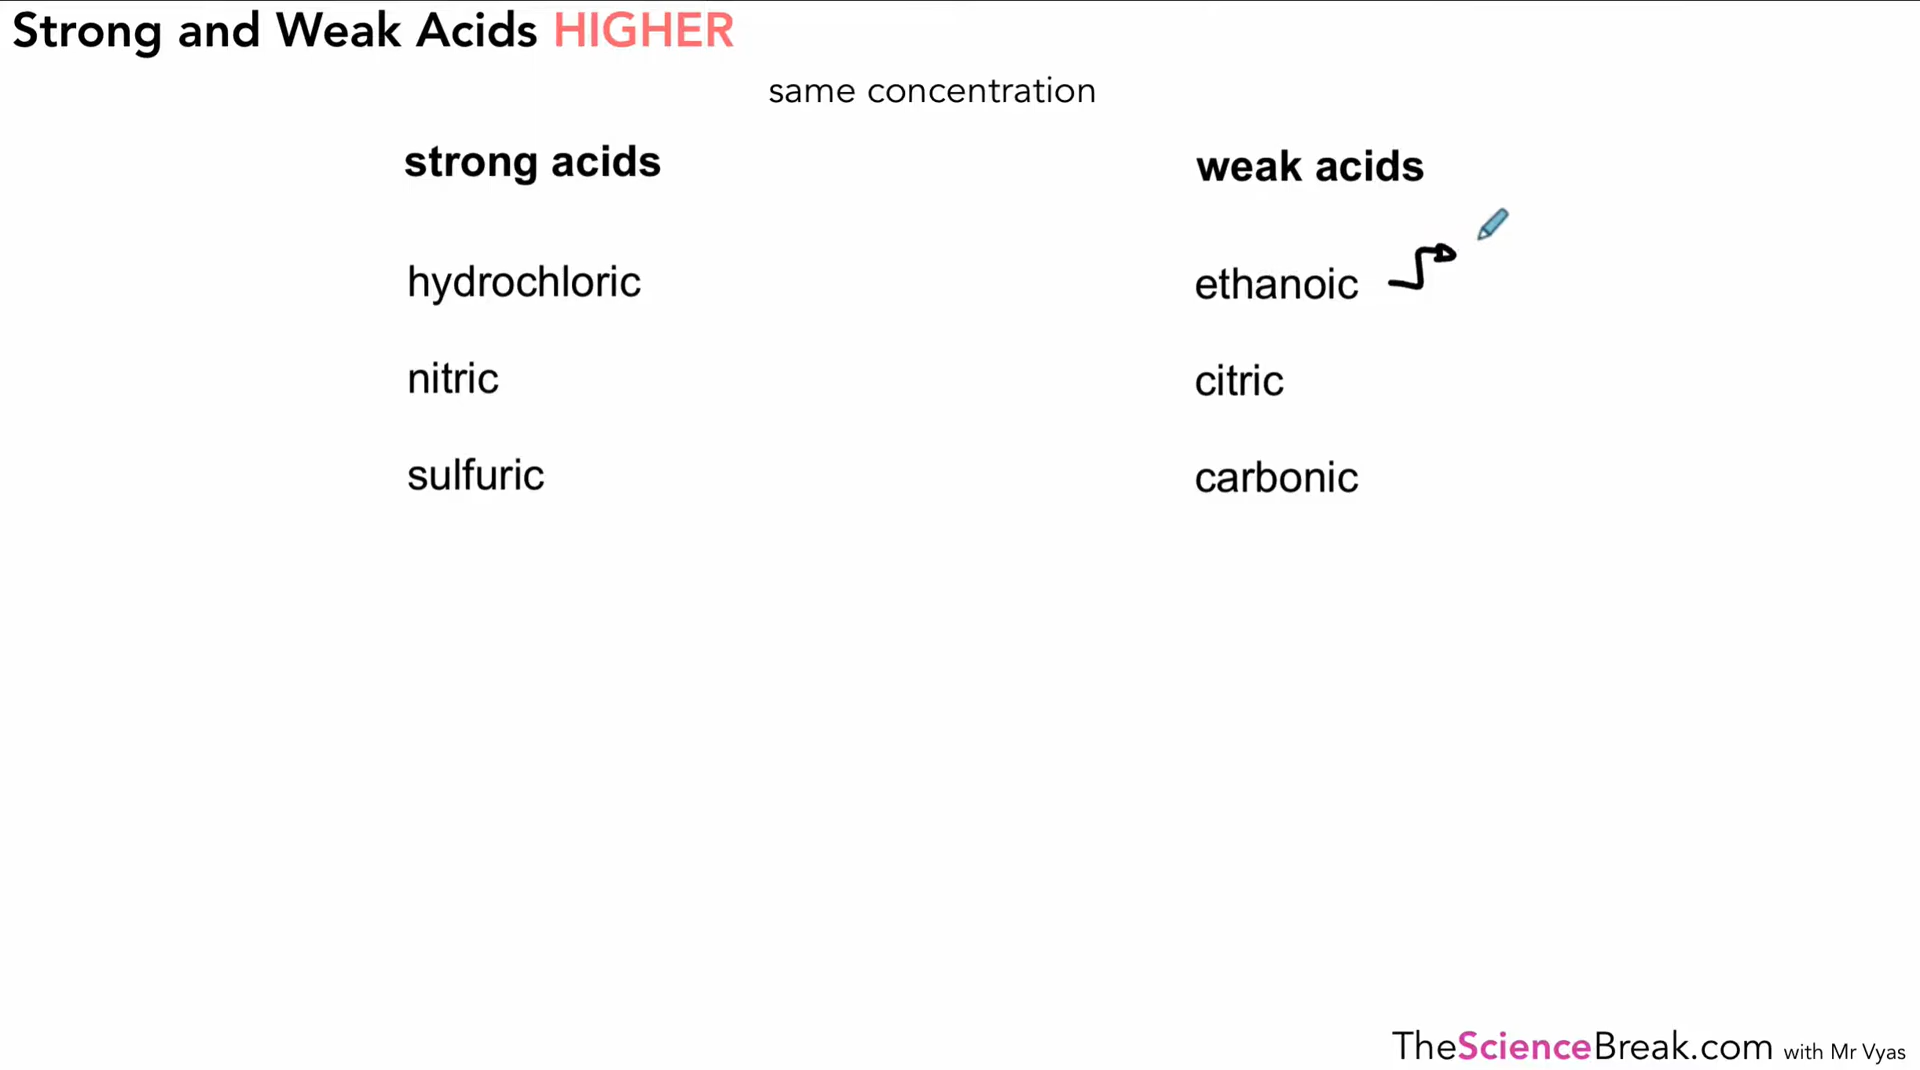 Strong and Weak Acids HIGHER
same concentration
strong acids
weak acids
hydrochloric
ethanoic
nitric
citric
sulfuric
carbonic
TheScienceBreak.com with Mr Vyas